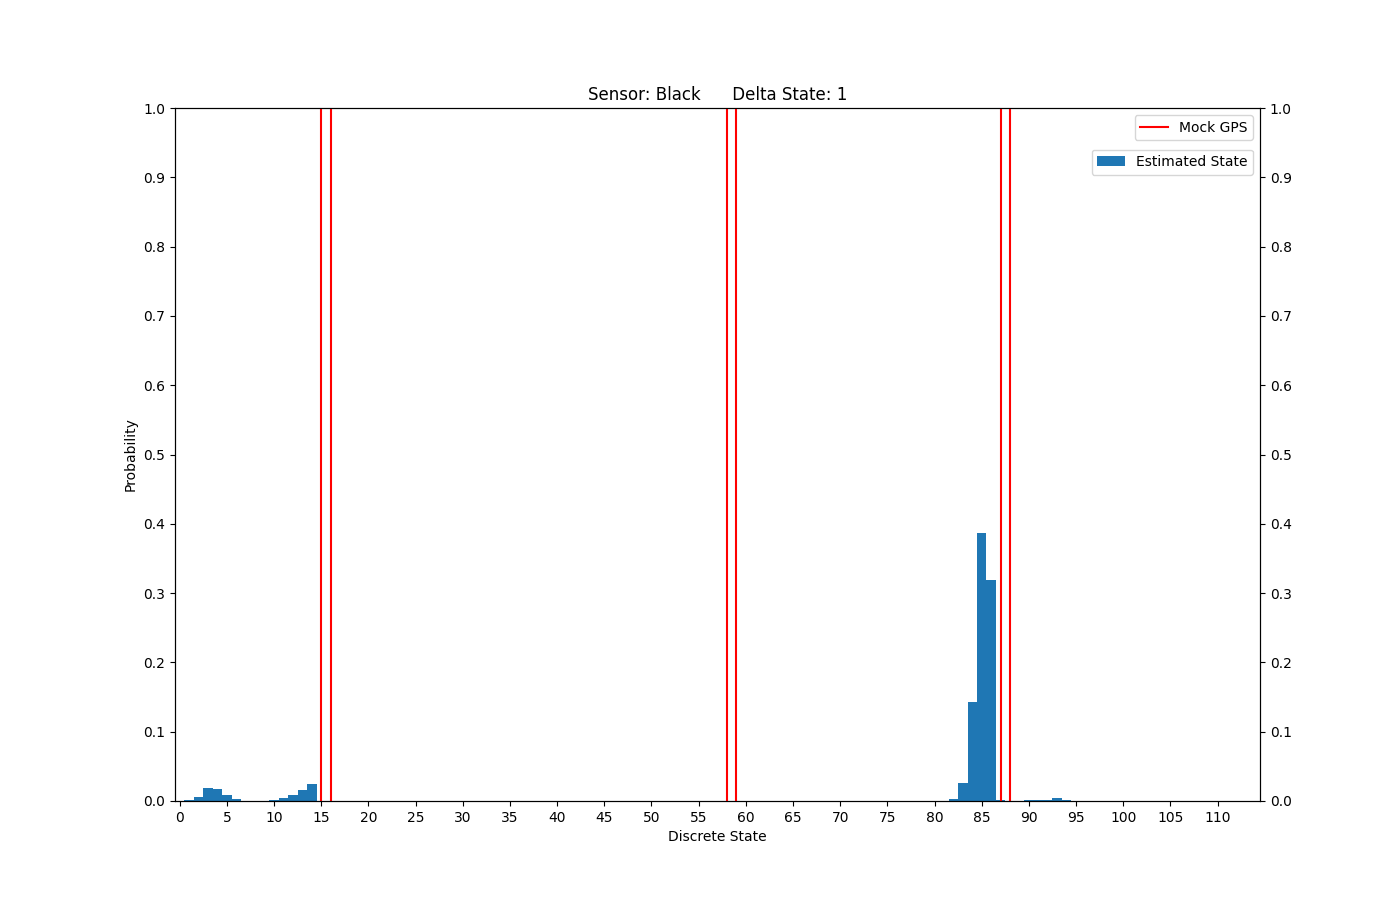 Sensor: Black Delta State: 1
1.0 1.0
Mock GPS
Estimated State
0.9 0.9
0.8 0.8
0.7 0.7
0.6 0.6
0.5 0.5
0.4 0.4
0.3 0.3
0.2 0.2
0.1 0.1
0.0 0.0
Probability
0 5 10 15 20 25 30 35 40 45 50 55 60 65 70 75 80 85 90 95 100 105 110
Discrete State